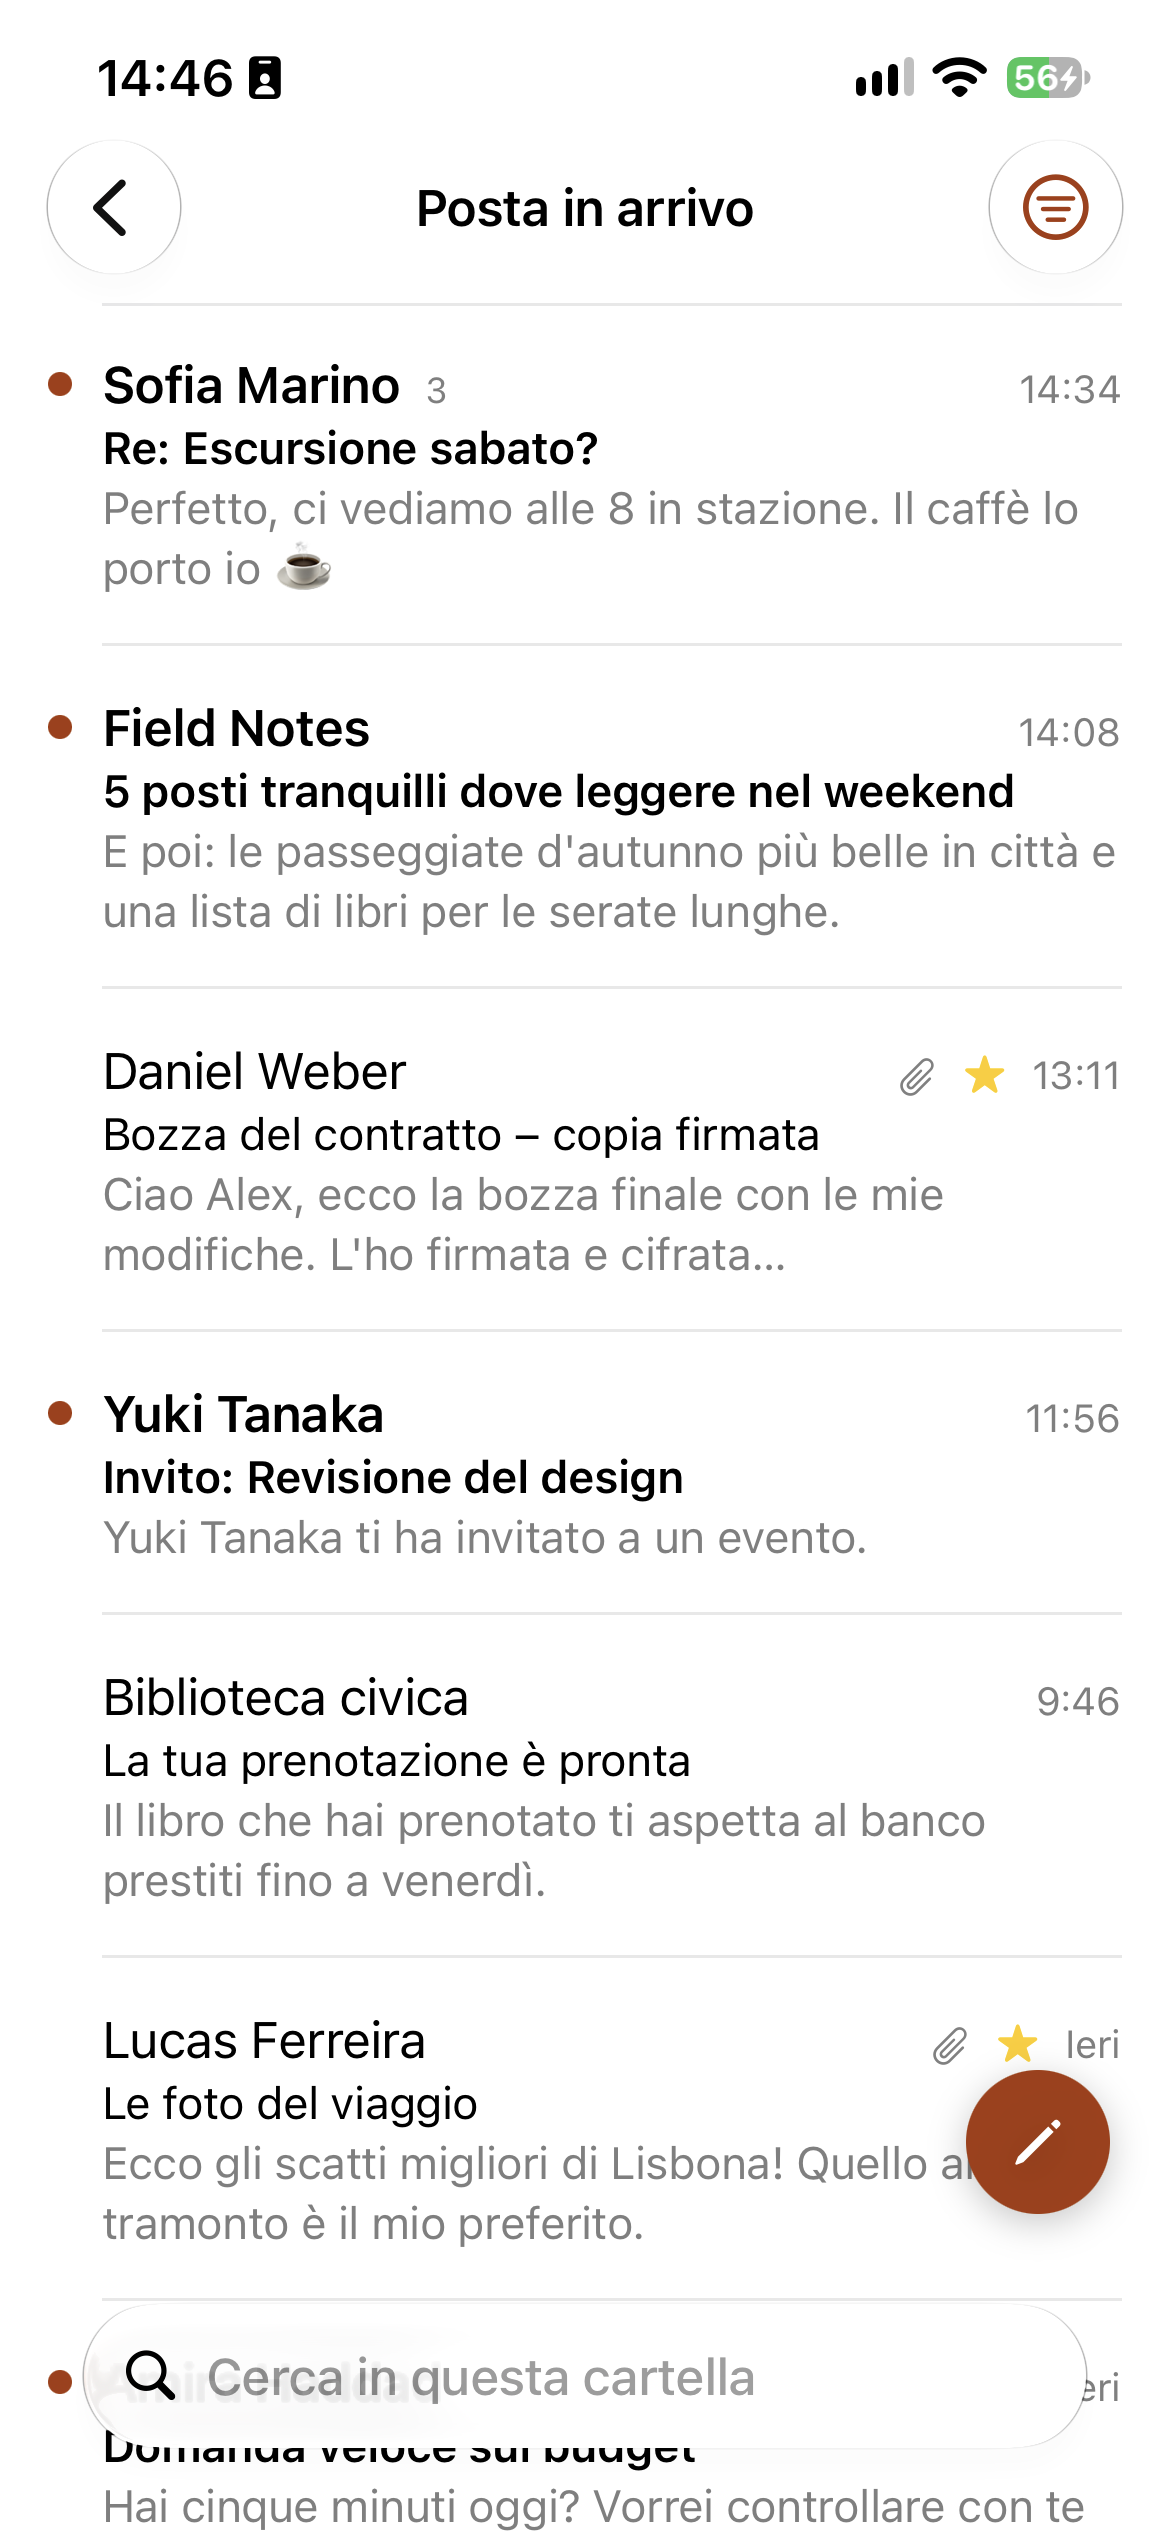 14:46
56
Posta in arrivo
Sofia Marino 3 14:34
Re: Escursione sabato?
Perfetto, ci vediamo alle 8 in stazione. Il caffè lo
porto io ☕
Field Notes 14:08
5 posti tranquilli dove leggere nel weekend
E poi: le passeggiate d'autunno più belle in città e
una lista di libri per le serate lunghe.
Daniel Weber 13:11
Bozza del contratto – copia firmata
Ciao Alex, ecco la bozza finale con le mie
modifiche. L'ho firmata e cifrata...
Yuki Tanaka 11:56
Invito: Revisione del design
Yuki Tanaka ti ha invitato a un evento.
Biblioteca civica 9:46
La tua prenotazione è pronta
Il libro che hai prenotato ti aspetta al banco
prestiti fino a venerdì.
Lucas Ferreira Ieri
Le foto del viaggio
Ecco gli scatti migliori di Lisbona! Quello al
tramonto è il mio preferito.
Cerca in questa cartella
Domanda veloce sul budget
Hai cinque minuti oggi? Vorrei controllare con te